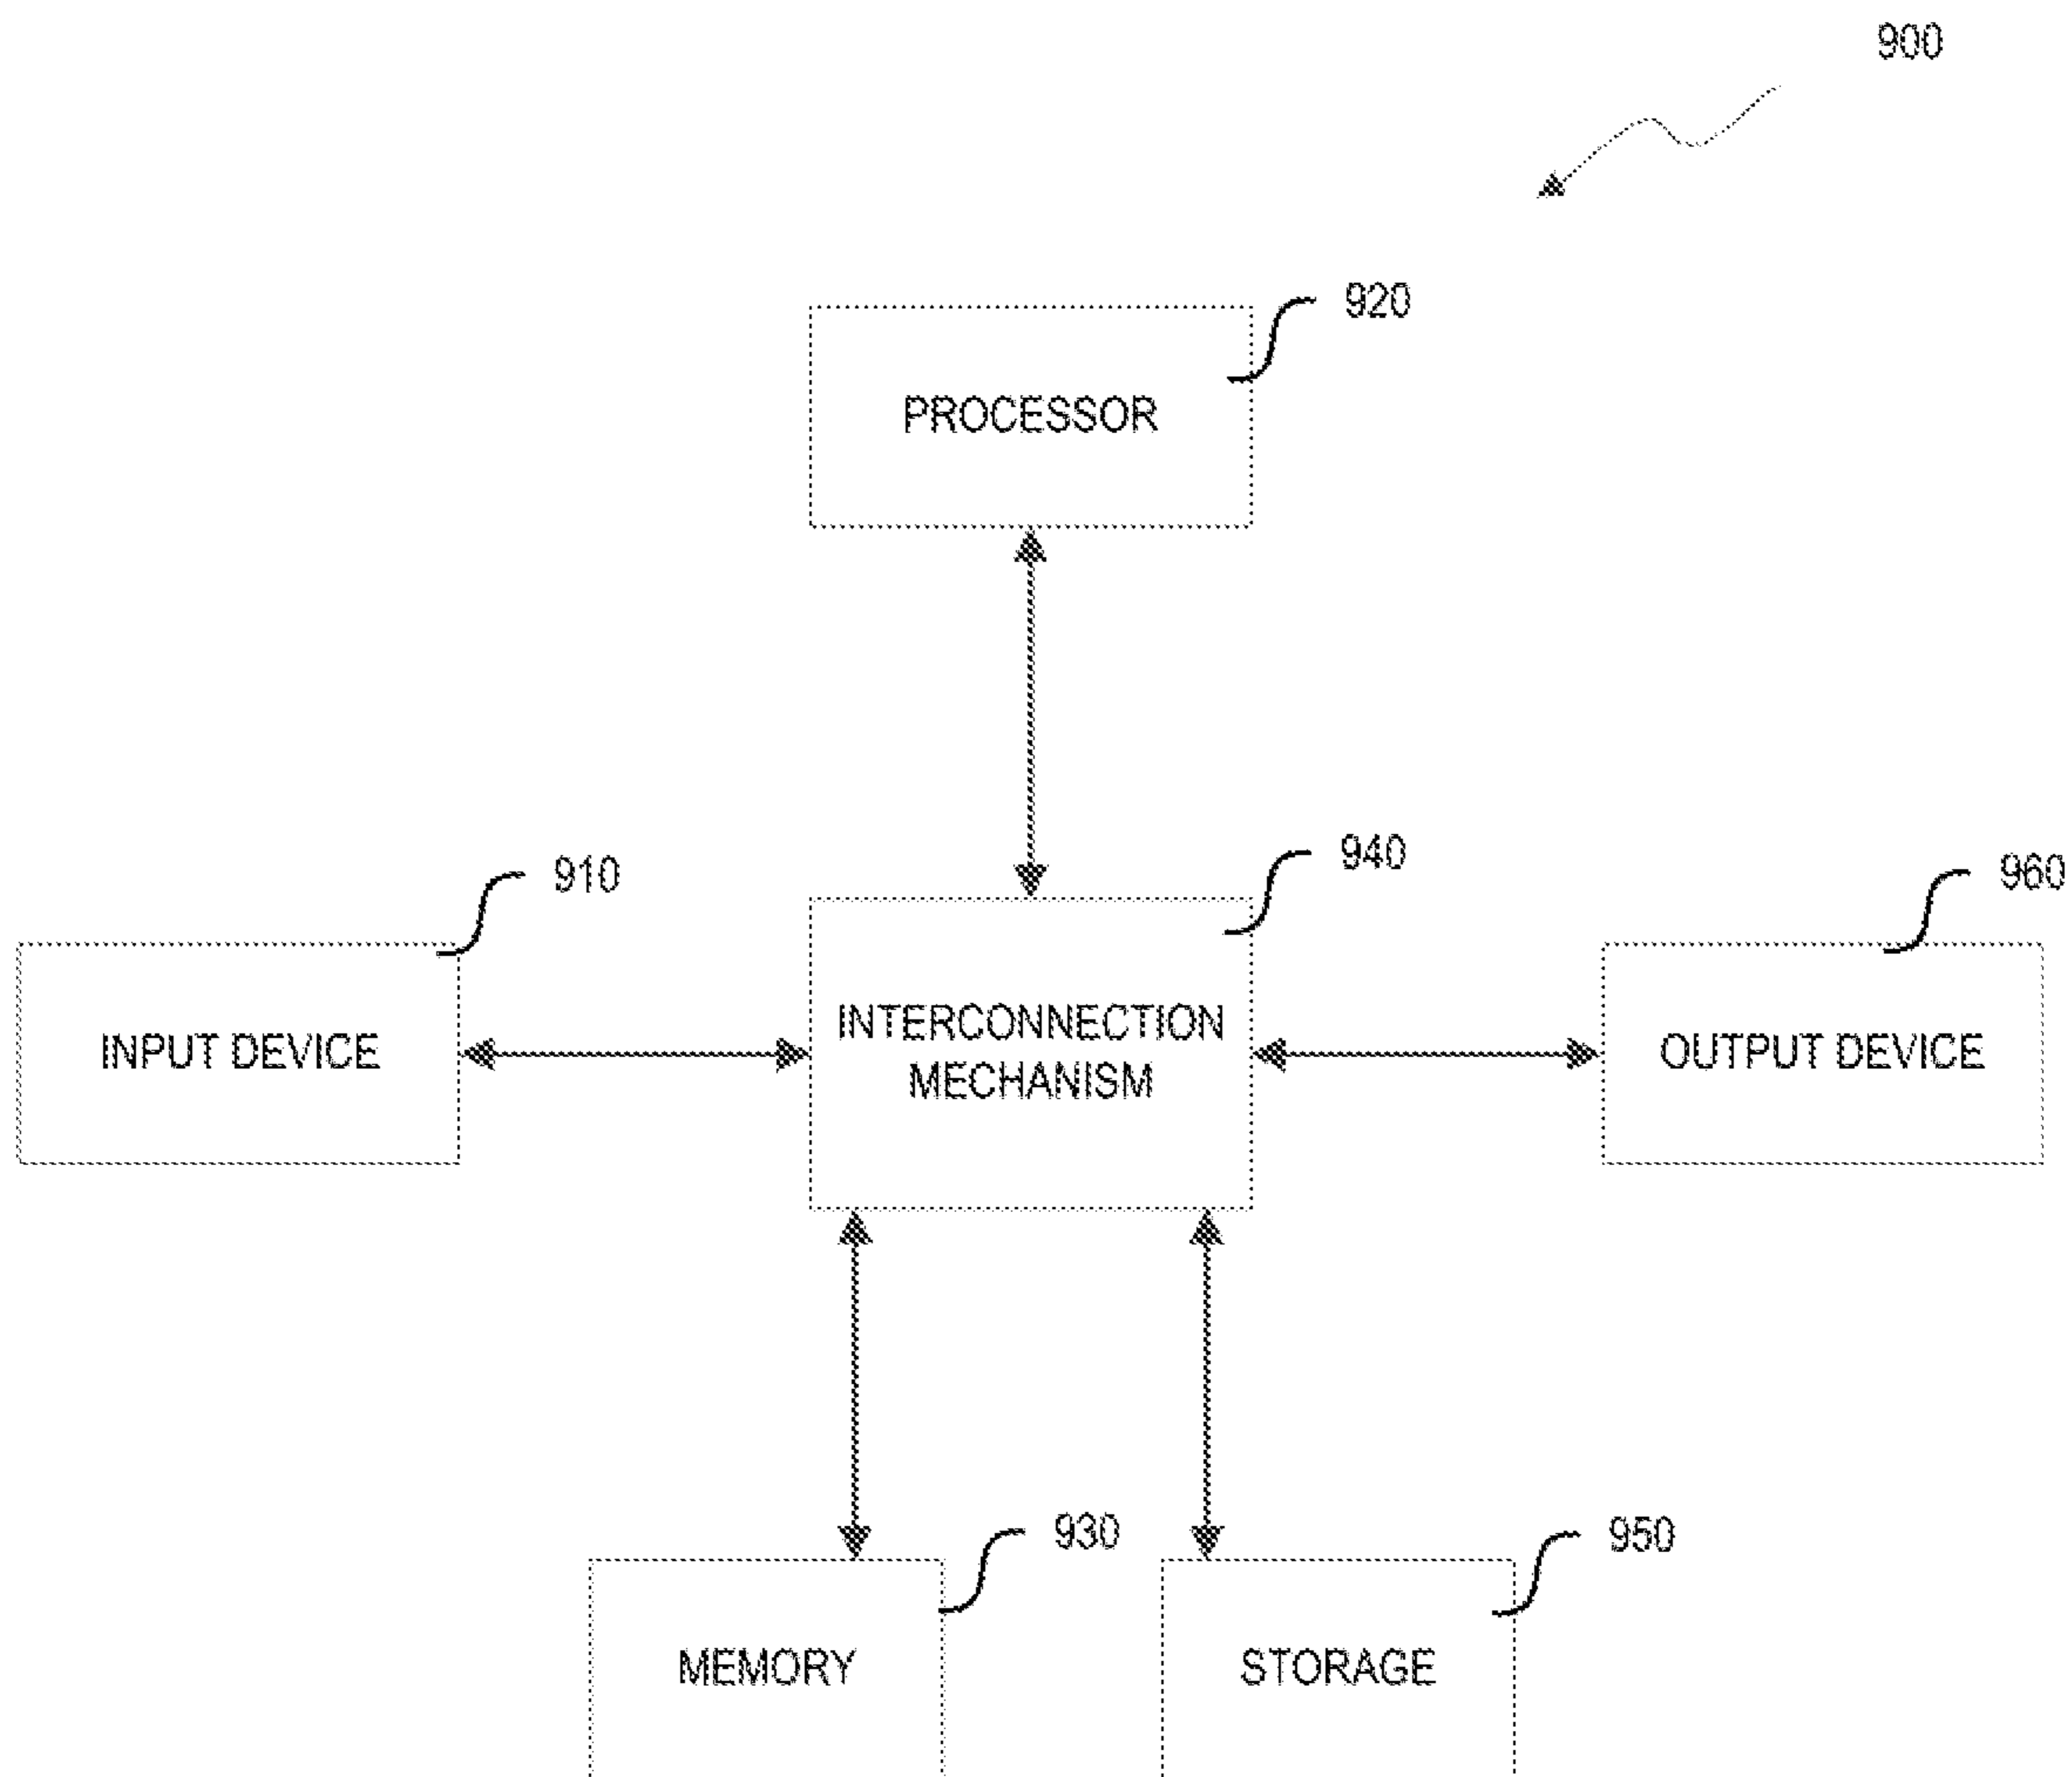 900
920
PROCESSOR
910
940
960
INPUT DEVICE
INTERCONNECTION
MECHANISM
OUTPUT DEVICE
930
950
MEMORY
STORAGE